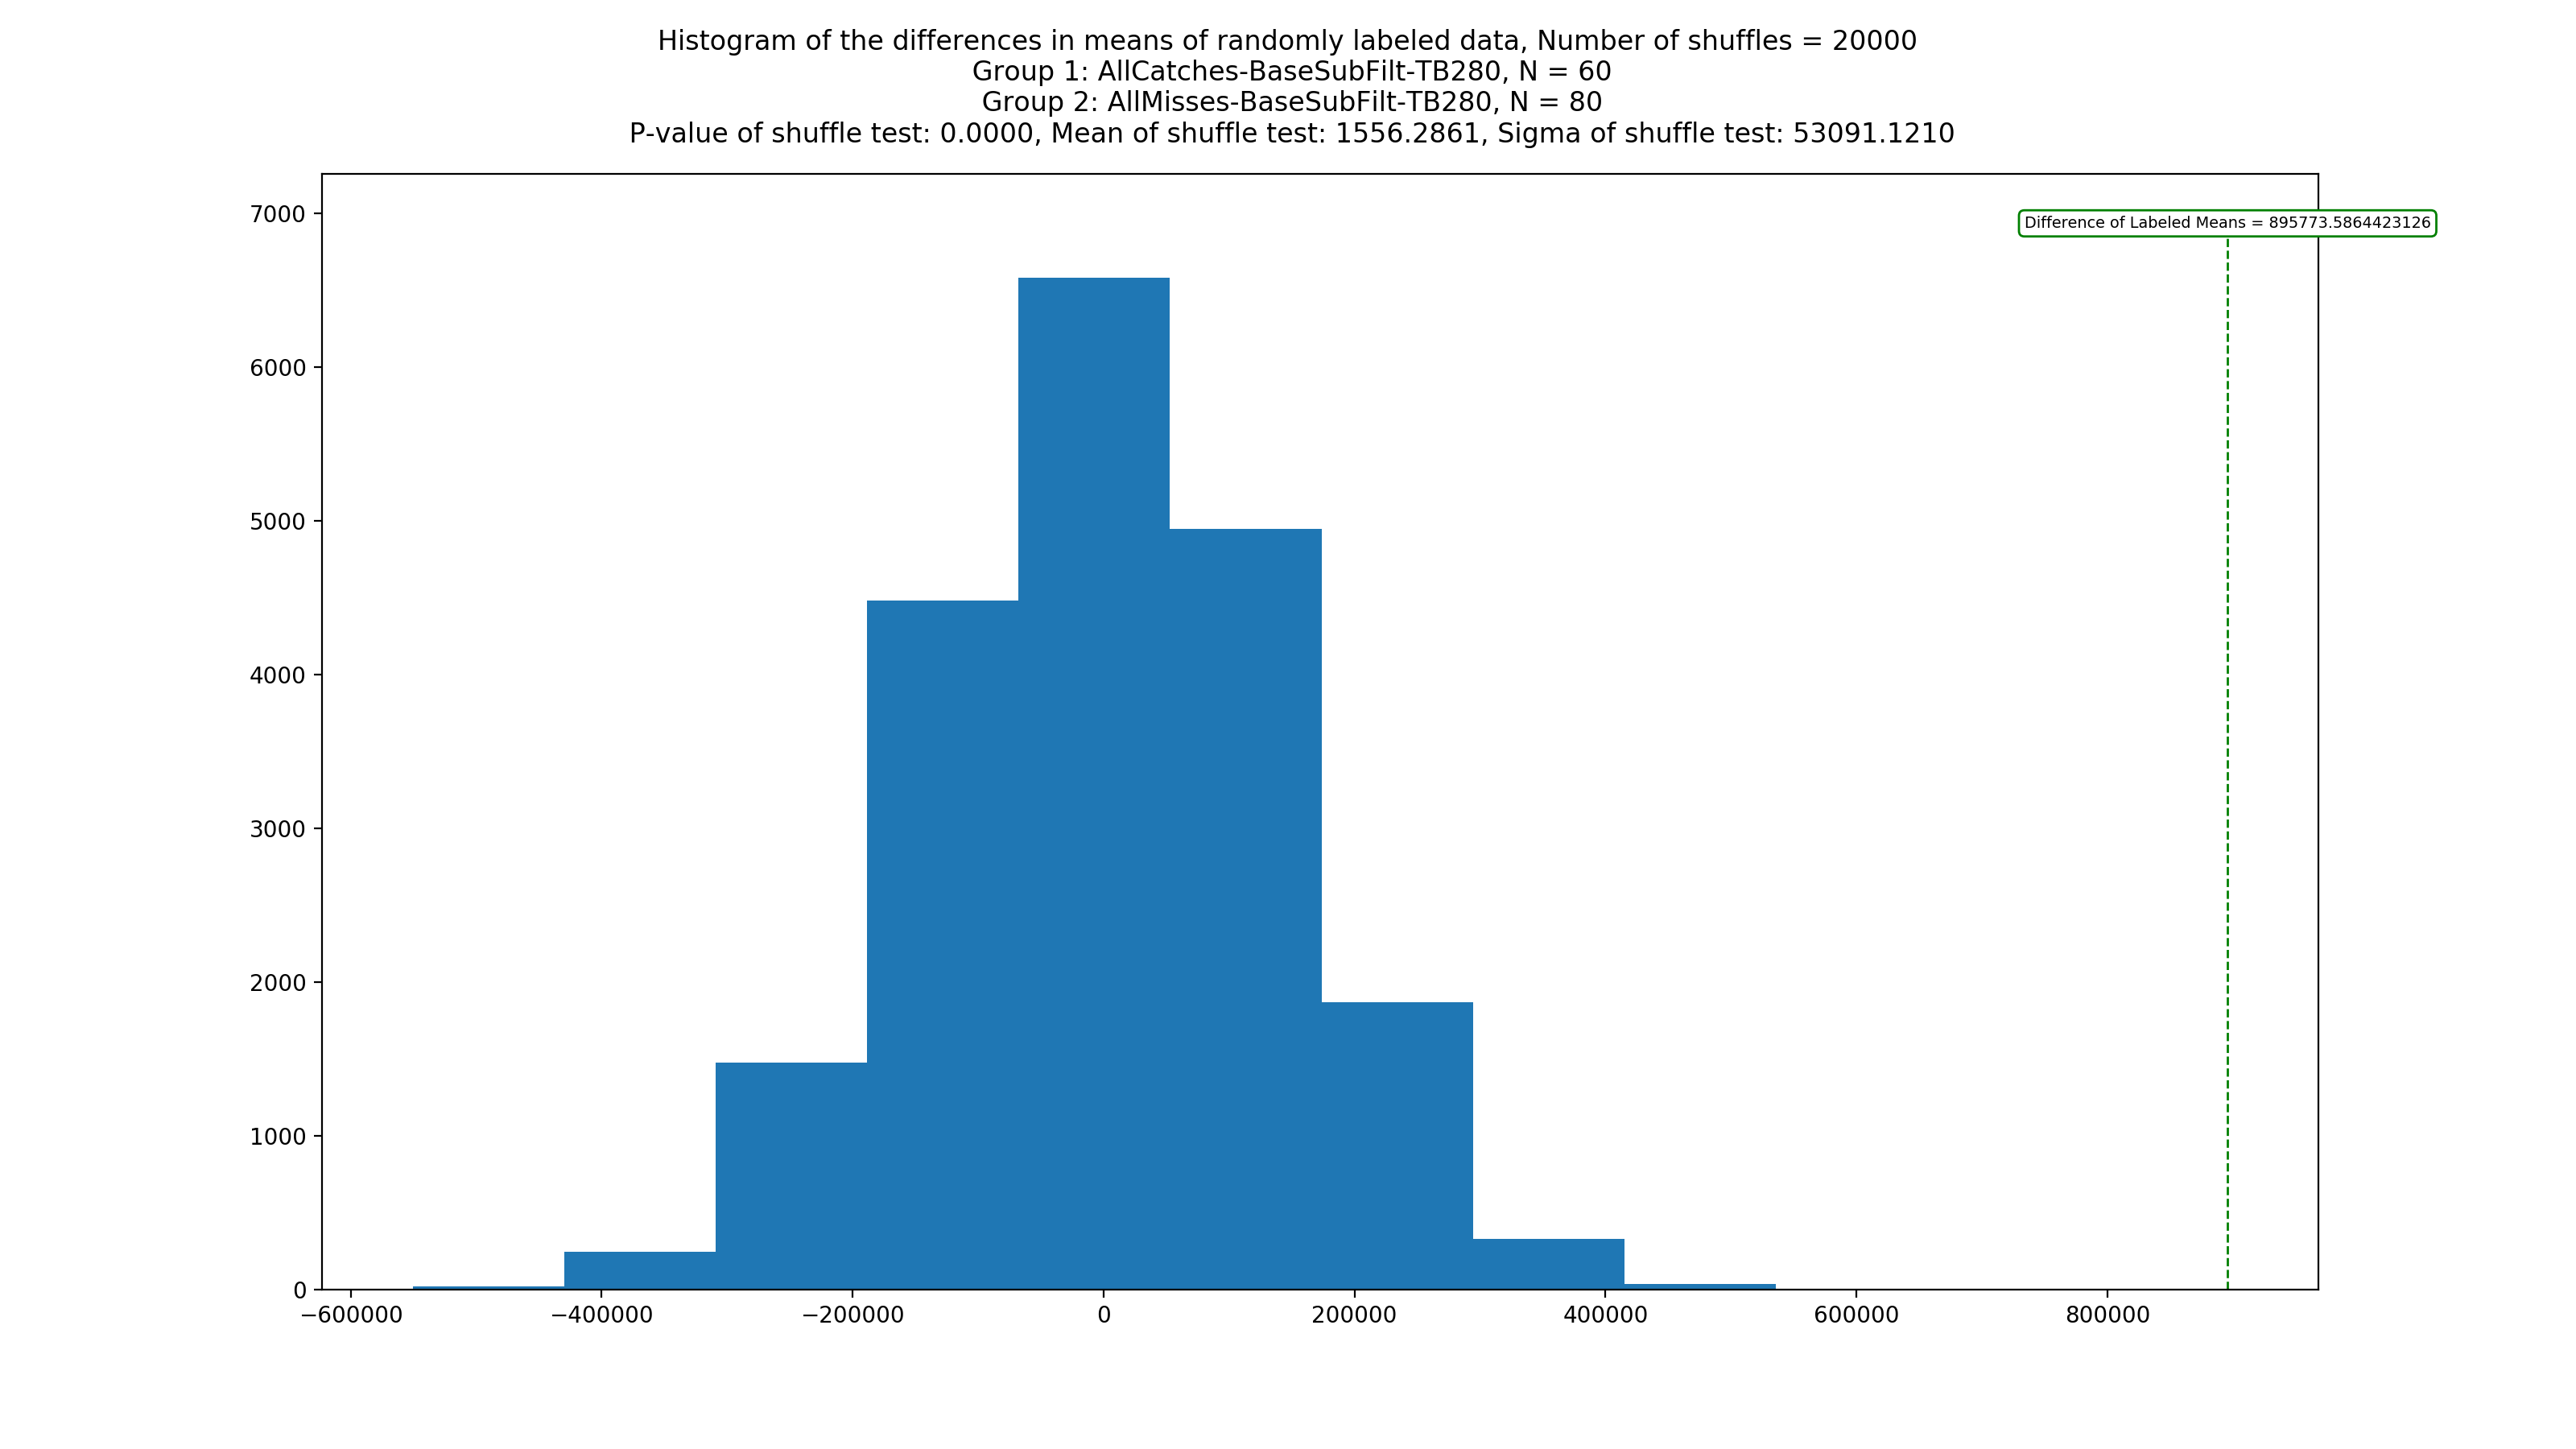 Histogram of the differences in means of randomly labeled data, Number of shuffles = 20000
Group 1: AllCatches-BaseSubFilt-TB280, N = 60
Group 2: AllMisses-BaseSubFilt-TB280, N = 80
P-value of shuffle test: 0.0000, Mean of shuffle test: 1556.2861, Sigma of shuffle test: 53091.1210
7000
Difference of Labeled Means = 895773.5864423126
6000
5000
4000
3000
2000
1000
0
−600000 −400000 −200000 0 200000 400000 600000 800000